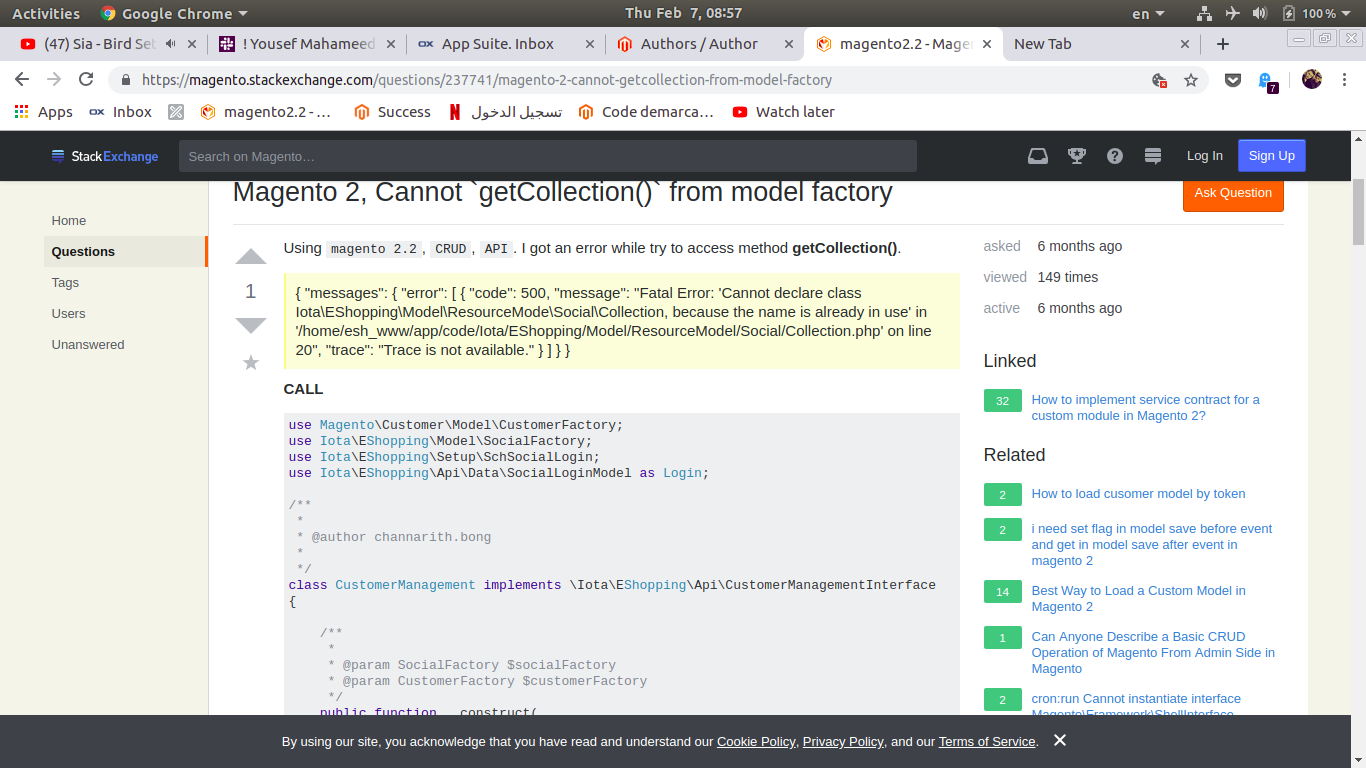 Activities Google Chrome Thu Feb 7, 08:57 en 100 %
(47) Sia - Bird Set ! Yousef Mahameed App Suite. Inbox Authors / Author magento2.2 - Magen New Tab
https://magento.stackexchange.com/questions/237741/magento-2-cannot-getcollection-from-model-factory
7
Apps Inbox magento2.2 - … Success تسجيل الدخول Code demarca… Watch later
StackExchange Search on Magento… Log In Sign Up
Magento 2, Cannot `getCollection()` from model factory
Ask Question
Home
Questions
Tags
Users
Unanswered
1
Using magento 2.2 , CRUD , API . I got an error while try to access method getCollection().
{ "messages": { "error": [ { "code": 500, "message": "Fatal Error: 'Cannot declare class
Iota\EShopping\Model\ResourceMode\Social\Collection, because the name is already in use' in
'/home/esh_www/app/code/Iota/EShopping/Model/ResourceModel/Social/Collection.php' on line
20", "trace": "Trace is not available." } ] } }
CALL
use Magento\Customer\Model\CustomerFactory;
use Iota\EShopping\Model\SocialFactory;
use Iota\EShopping\Setup\SchSocialLogin;
use Iota\EShopping\Api\Data\SocialLoginModel as Login;
/**
*
* @author channarith.bong
*
*/
class CustomerManagement implements \Iota\EShopping\Api\CustomerManagementInterface
{
/**
*
* @param SocialFactory $socialFactory
* @param CustomerFactory $customerFactory
*/
public function __construct(
asked 6 months ago
viewed 149 times
active 6 months ago
Linked
32 How to implement service contract for a
custom module in Magento 2?
Related
2 How to load cusomer model by token
2 i need set flag in model save before event
and get in model save after event in
magento 2
14 Best Way to Load a Custom Model in
Magento 2
1 Can Anyone Describe a Basic CRUD
Operation of Magento From Admin Side in
Magento
2 cron:run Cannot instantiate interface
Magento\Framework\ShellInterface
By using our site, you acknowledge that you have read and understand our Cookie Policy, Privacy Policy, and our Terms of Service.